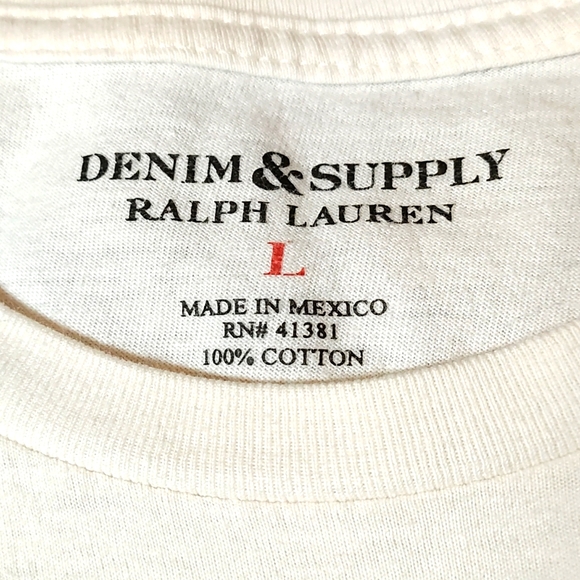 DENIM & SUPPLY
RALPH LAUREN
L
MADE IN MEXICO
RN# 41381
100% COTTON